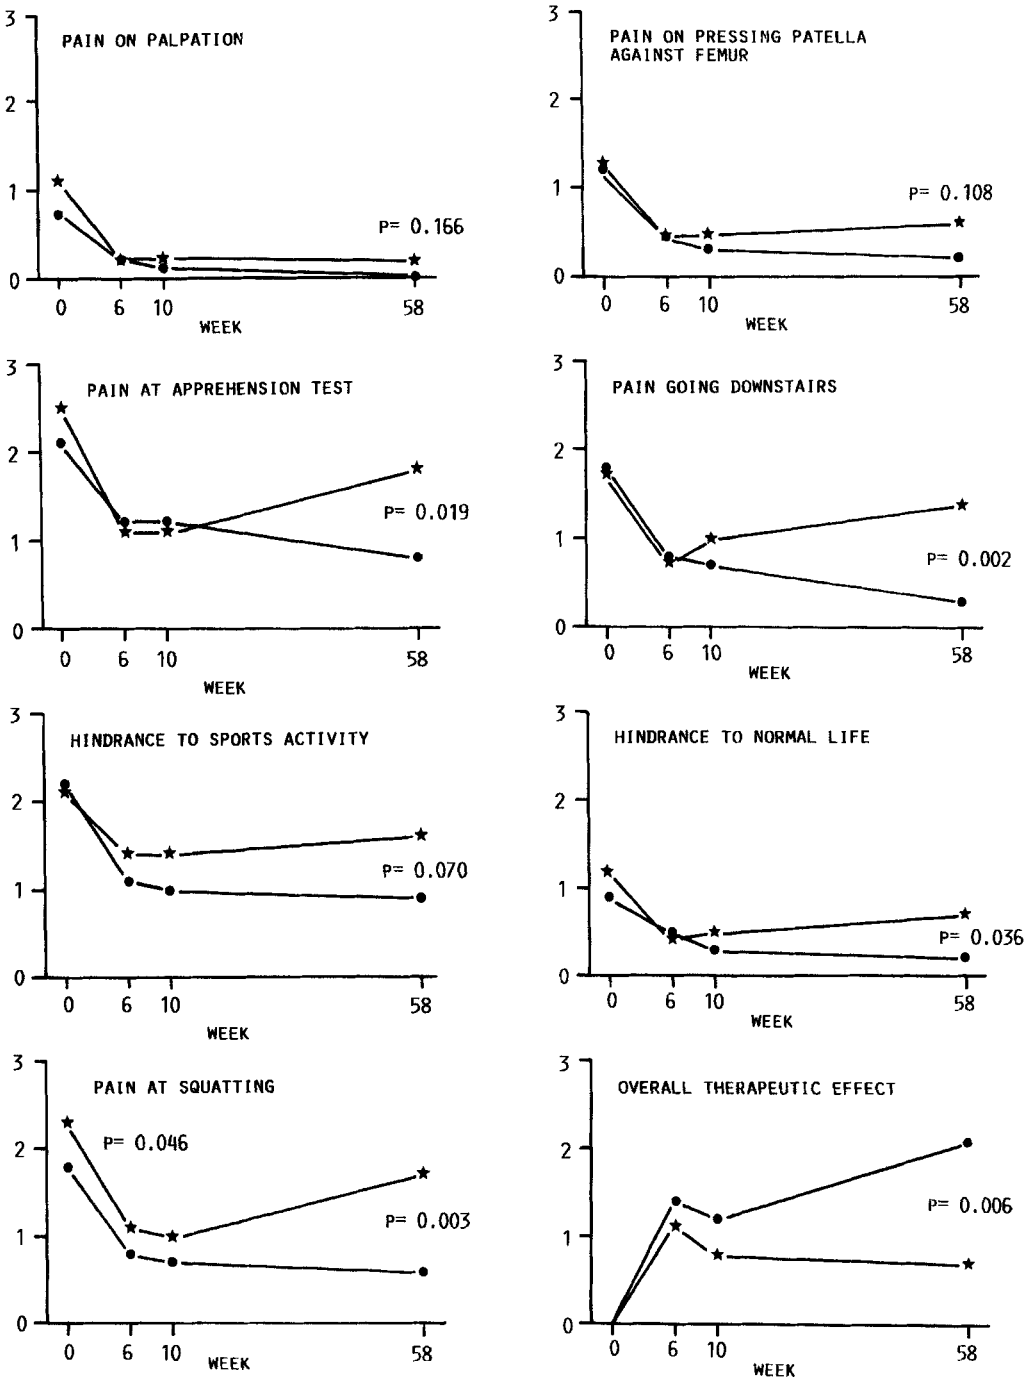 3
PAIN ON PALPATION
2
1
P= 0.166
0
0 6 10 58
WEEK
3
PAIN ON PRESSING PATELLA
AGAINST FEMUR
2
1
P= 0.108
0
0 6 10 58
WEEK
3
PAIN AT APPREHENSION TEST
2
P= 0.019
1
0
0 6 10 58
WEEK
3
PAIN GOING DOWNSTAIRS
2
1
P= 0.002
0
0 6 10 58
WEEK
3
HINDRANCE TO SPORTS ACTIVITY
2
P= 0.070
1
0
0 6 10 58
WEEK
3
HINDRANCE TO NORMAL LIFE
2
1
P= 0.036
0
0 6 10 58
WEEK
3
PAIN AT SQUATTING
P= 0.046
2
P= 0.003
1
0
0 6 10 58
WEEK
3
OVERALL THERAPEUTIC EFFECT
2
P= 0.006
1
0
0 6 10 58
WEEK